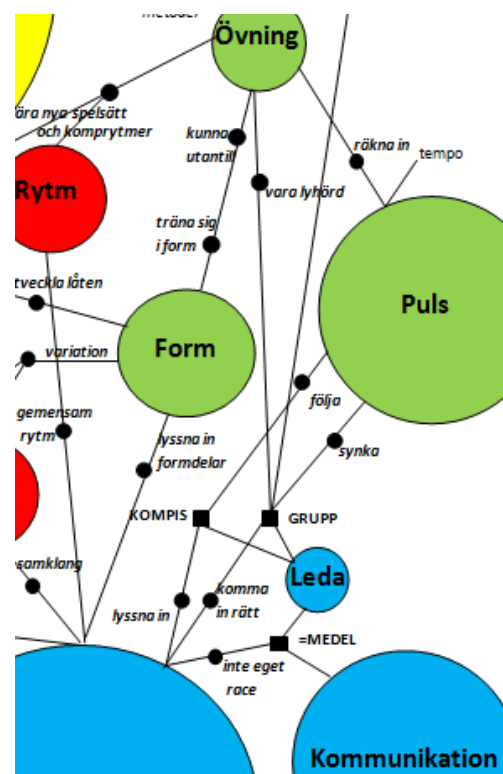 metoder
Övning
ära nya spelsätt
och komprytmer
kunna
utantill
räkna in
tempo
Rytm
vara lyhörd
träna sig
i form
tveckla låten
Puls
Form
variation
följa
gemensam
rytm
lyssna in
formdelar
synka
KOMPIS
GRUPP
samklang
Leda
komma
in rätt
lyssna in
=MEDEL
inte eget
race
Kommunikation